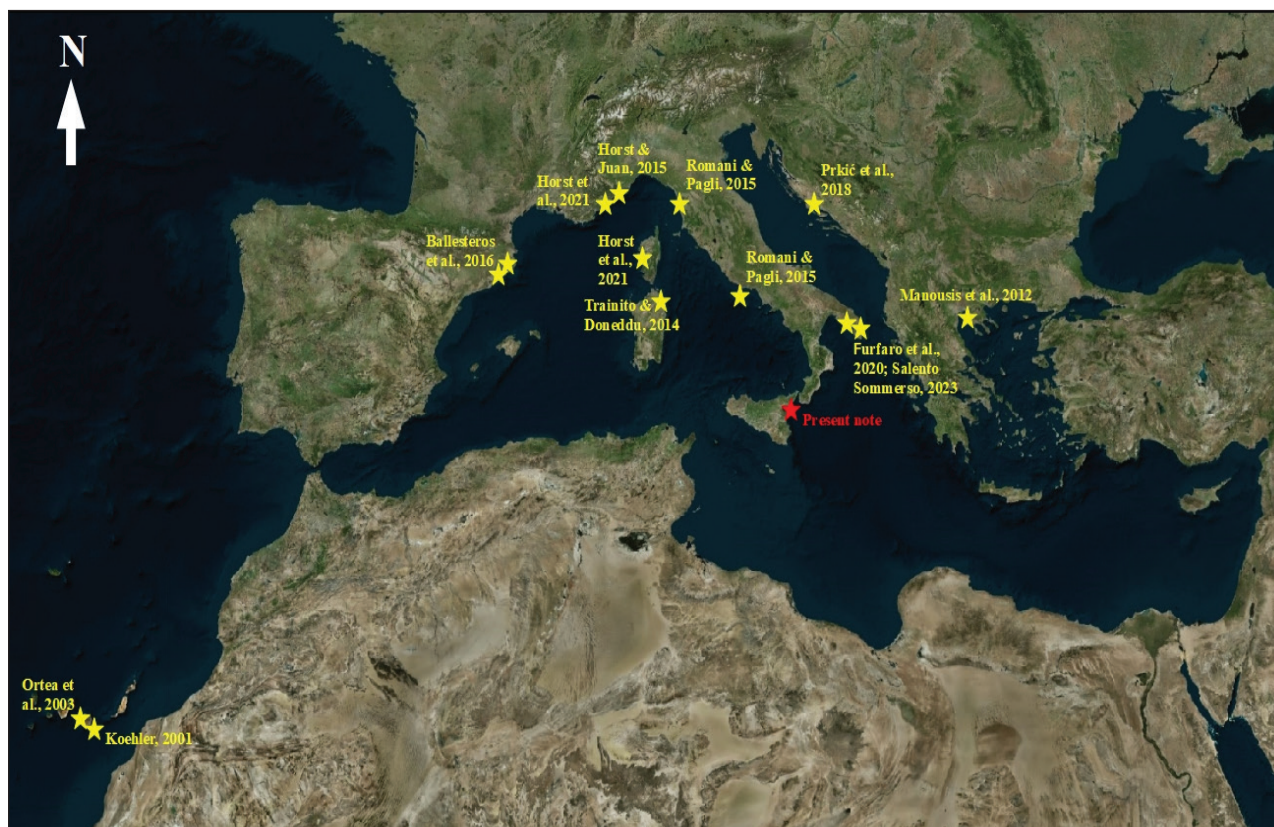 N
Horst &
Juan, 2015
Horst et
al., 2021
Romani &
Pagli, 2015
Prkić et al.,
2018
Ballesteros
et al., 2016
Horst
et al.,
2021
Romani &
Pagli, 2015
Trainito &
Doneddu, 2014
Manousis et al., 2012
Furfaro et al.,
2020; Salento
Sommerso, 2023
Present note
Ortea et
al., 2003
Koehler, 2001